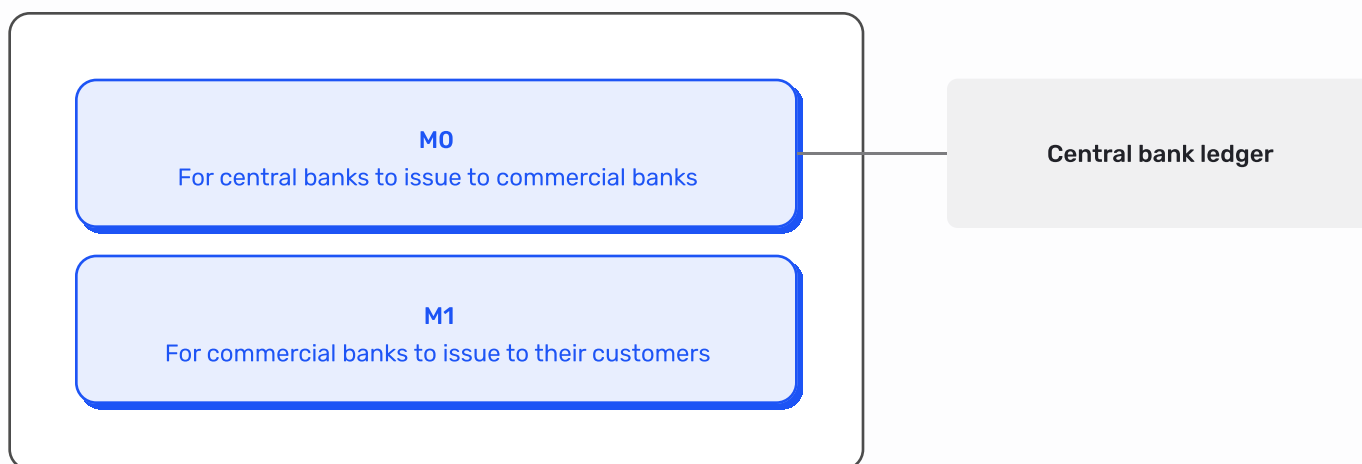 M0
For central banks to issue to commercial banks
Central bank ledger
M1
For commercial banks to issue to their customers